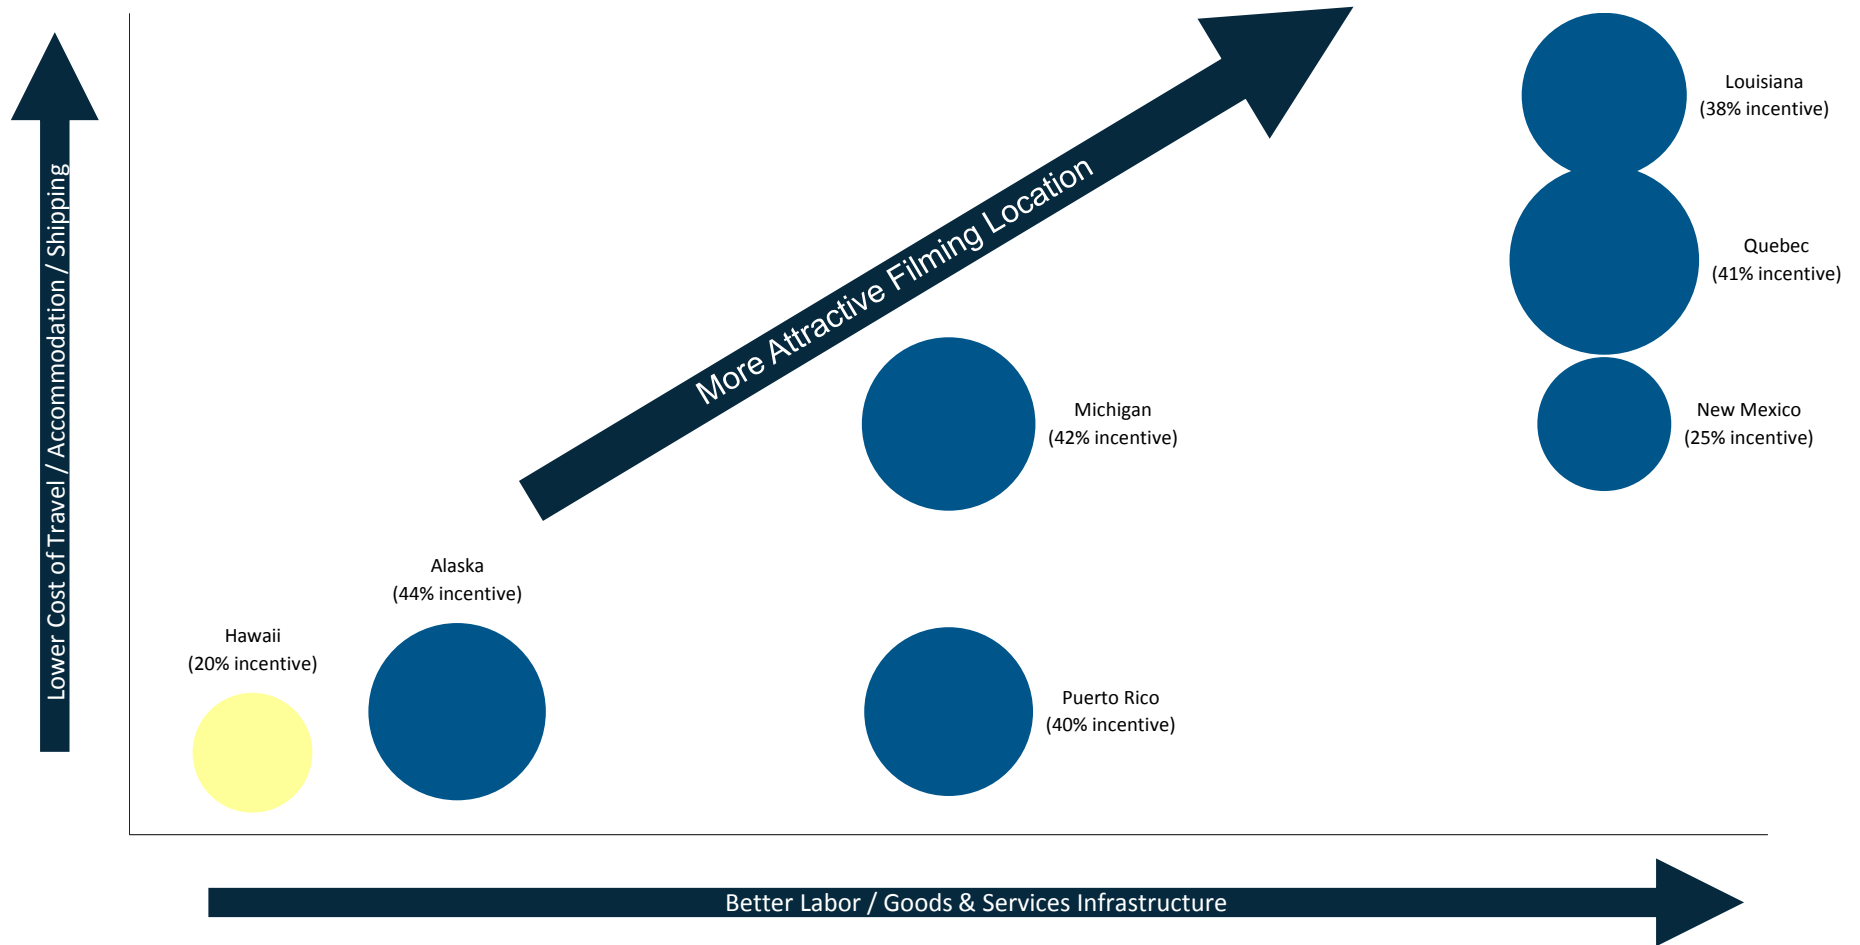 Lower Cost of Travel / Accommodation / Shipping
More Attractive Filming Location
Louisiana
(38% incentive)
Quebec
(41% incentive)
Michigan
(42% incentive)
New Mexico
(25% incentive)
Alaska
(44% incentive)
Hawaii
(20% incentive)
Puerto Rico
(40% incentive)
Better Labor / Goods & Services Infrastructure